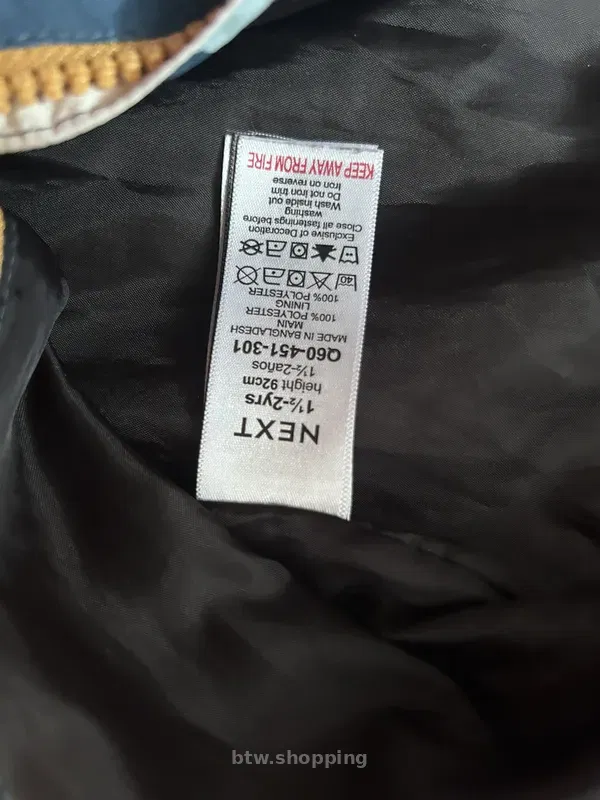 NEXT
1½-2yrs
height 92cm
1½-2años
Q60-451-301
MADE IN BANGLADESH
MAIN
100% POLYESTER
LINING
100% POLYESTER
40
Exclusive of Decoration
Close all fastenings before
washing
Wash inside out
Do not iron trim
Iron on reverse
KEEP AWAY FROM FIRE
btw.shopping